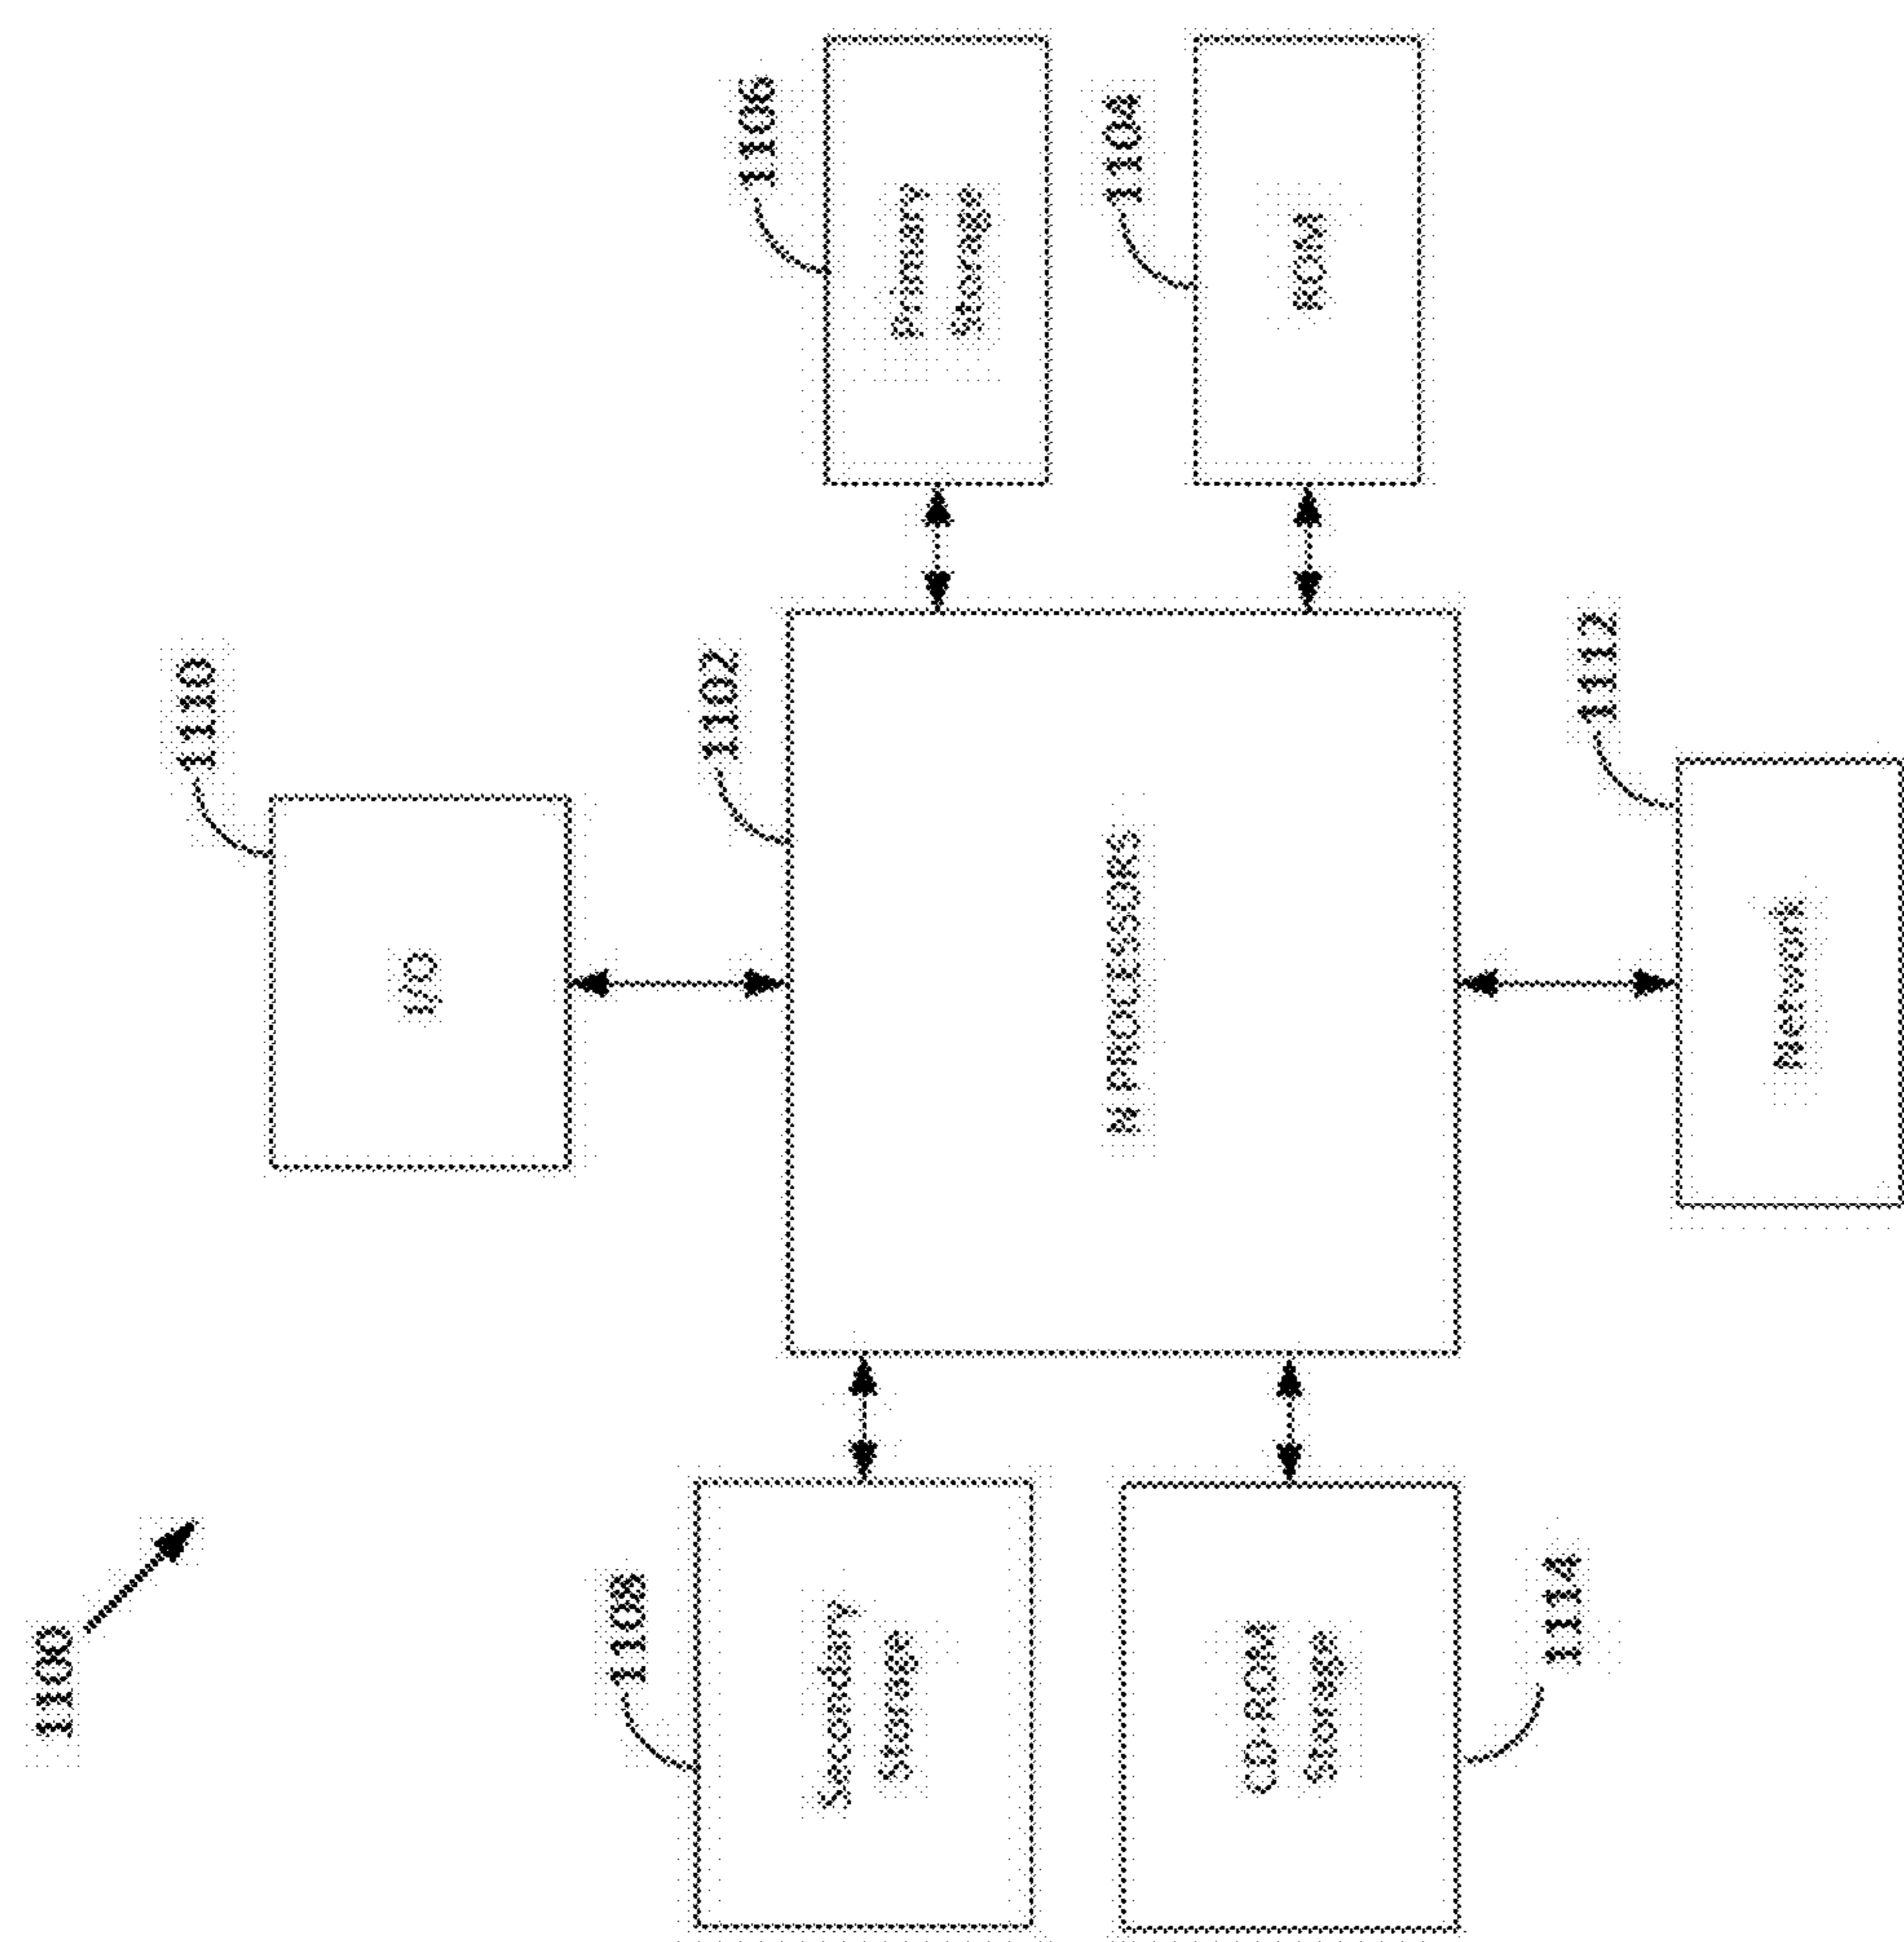 1100
1110
I/O
1108
1102
1106
Secondary
Storage
Primary
Storage
N PROCESSORS
1104
CD-ROM
Storage
ROM
1114
1112
Network